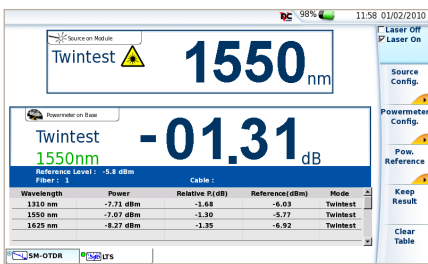 98% 11:58 01/02/2010
Source on Module
Twintest
1550 nm
Laser Off
Laser On
Source Config.
Powermeter Config.
Pow. Reference
Keep Result
Clear Table
Powermeter on Base
Twintest
1550nm
-01.31 dB
Reference Level : -5.8 dBm
Fiber : 1 Cable :
Wavelength Power Relative P.(dB) Reference(dBm) Mode
1310 nm -7.71 dBm -1.68 -6.03 Twintest
1550 nm -7.07 dBm -1.30 -5.77 Twintest
1625 nm -8.27 dBm -1.35 -6.92 Twintest
SM-OTDR LTS